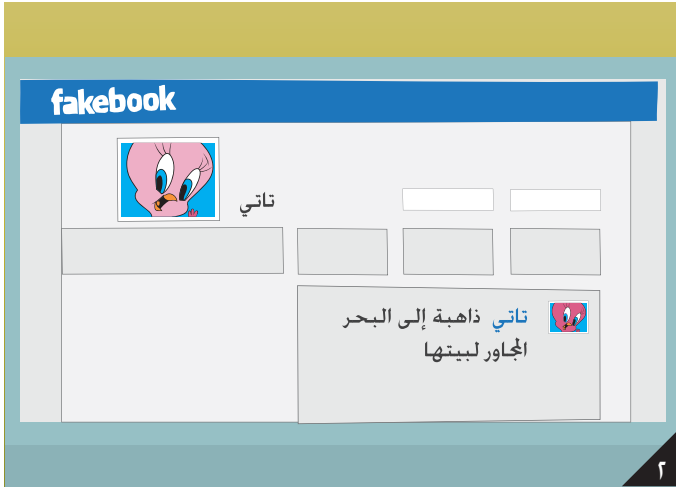 fakebook
تاتي
تاتي ذاهبة إلى البحر
المجاور لبيتها
٢